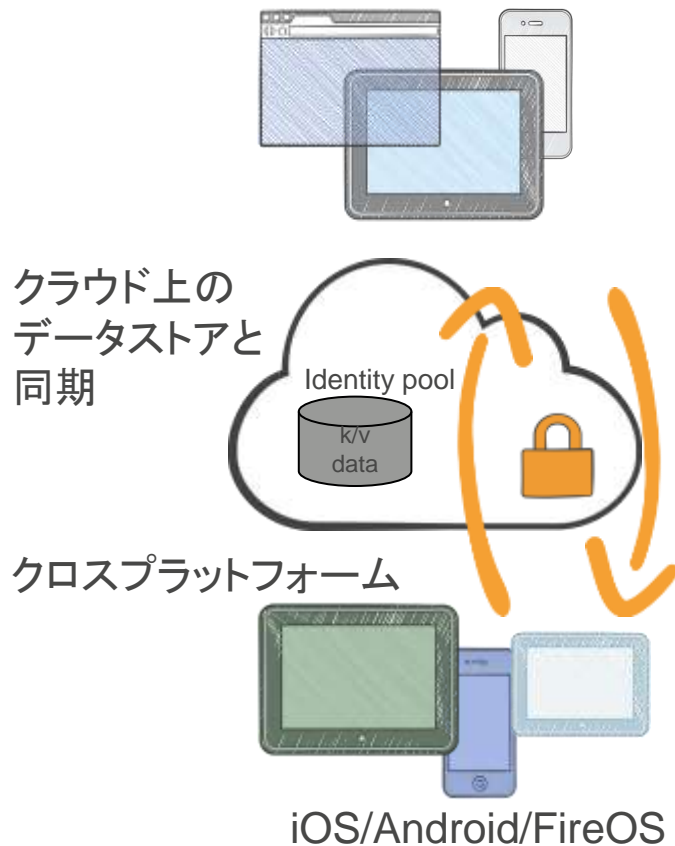 クラウド上の
データストアと
同期
Identity pool
k/v
data
クロスプラットフォーム
iOS/Android/FireOS